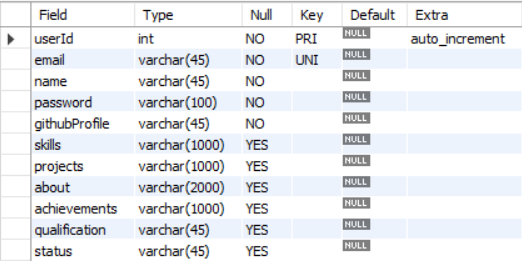 Field Type Null Key Default Extra
userId int NO PRI NULL auto_increment
email varchar(45) NO UNI NULL
name varchar(45) NO NULL
password varchar(100) NO NULL
githubProfile varchar(45) NO NULL
skills varchar(1000) YES NULL
projects varchar(1000) YES NULL
about varchar(2000) YES NULL
achievements varchar(1000) YES NULL
qualification varchar(45) YES NULL
status varchar(45) YES NULL